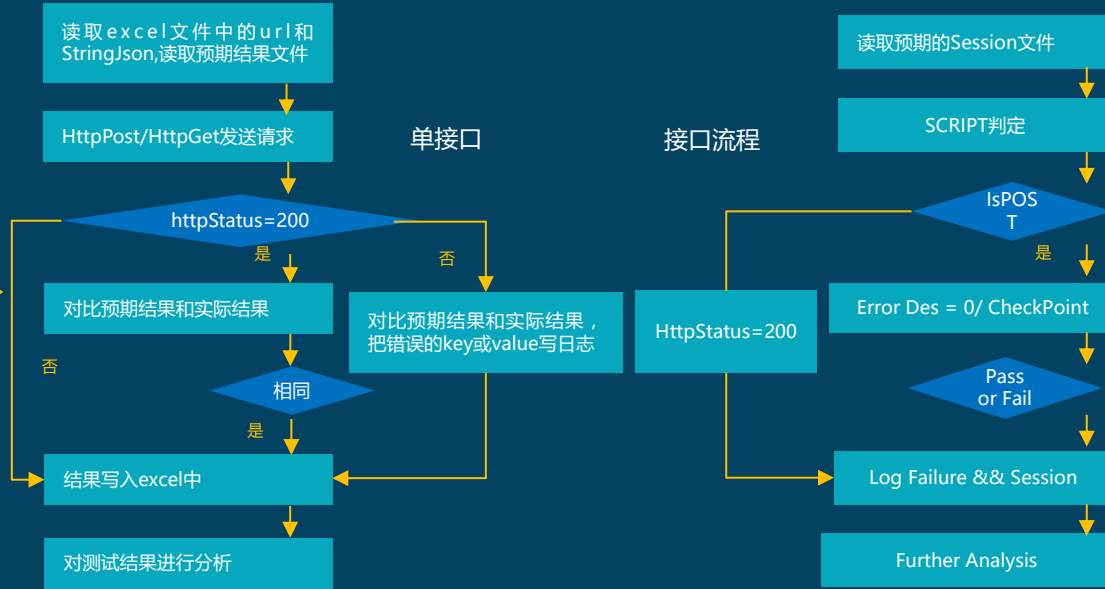 读取excel文件中的url和
StringJson,读取预期结果文件
HttpPost/HttpGet发送请求
单接口
httpStatus=200
是
否
对比预期结果和实际结果
对比预期结果和实际结果，
把错误的key或value写日志
否
相同
是
结果写入excel中
对测试结果进行分析
接口流程
读取预期的Session文件
SCRIPT判定
IsPOS
T
是
HttpStatus=200
Error Des = 0/ CheckPoint
Pass
or Fail
Log Failure && Session
Further Analysis